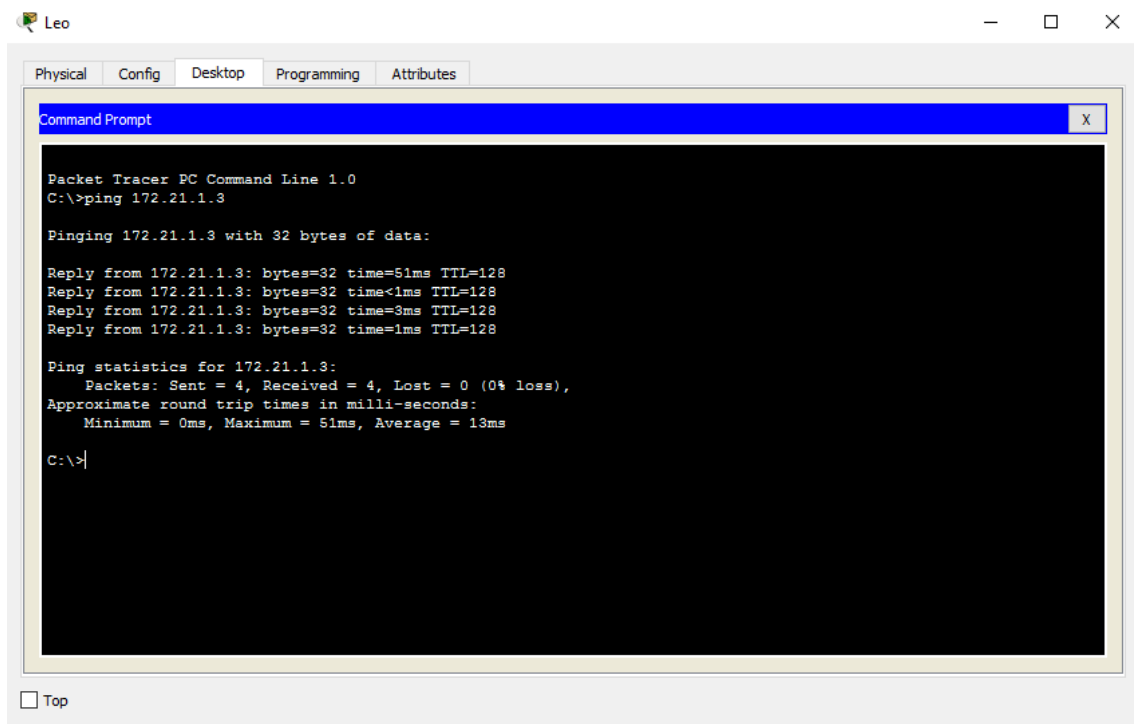 Leo
Physical Config Desktop Programming Attributes
Command Prompt
X
Packet Tracer PC Command Line 1.0
C:\>ping 172.21.1.3
Pinging 172.21.1.3 with 32 bytes of data:
Reply from 172.21.1.3: bytes=32 time=51ms TTL=128
Reply from 172.21.1.3: bytes=32 time<1ms TTL=128
Reply from 172.21.1.3: bytes=32 time=3ms TTL=128
Reply from 172.21.1.3: bytes=32 time=1ms TTL=128
Ping statistics for 172.21.1.3:
Packets: Sent = 4, Received = 4, Lost = 0 (0% loss),
Approximate round trip times in milli-seconds:
Minimum = 0ms, Maximum = 51ms, Average = 13ms
C:\>
Top